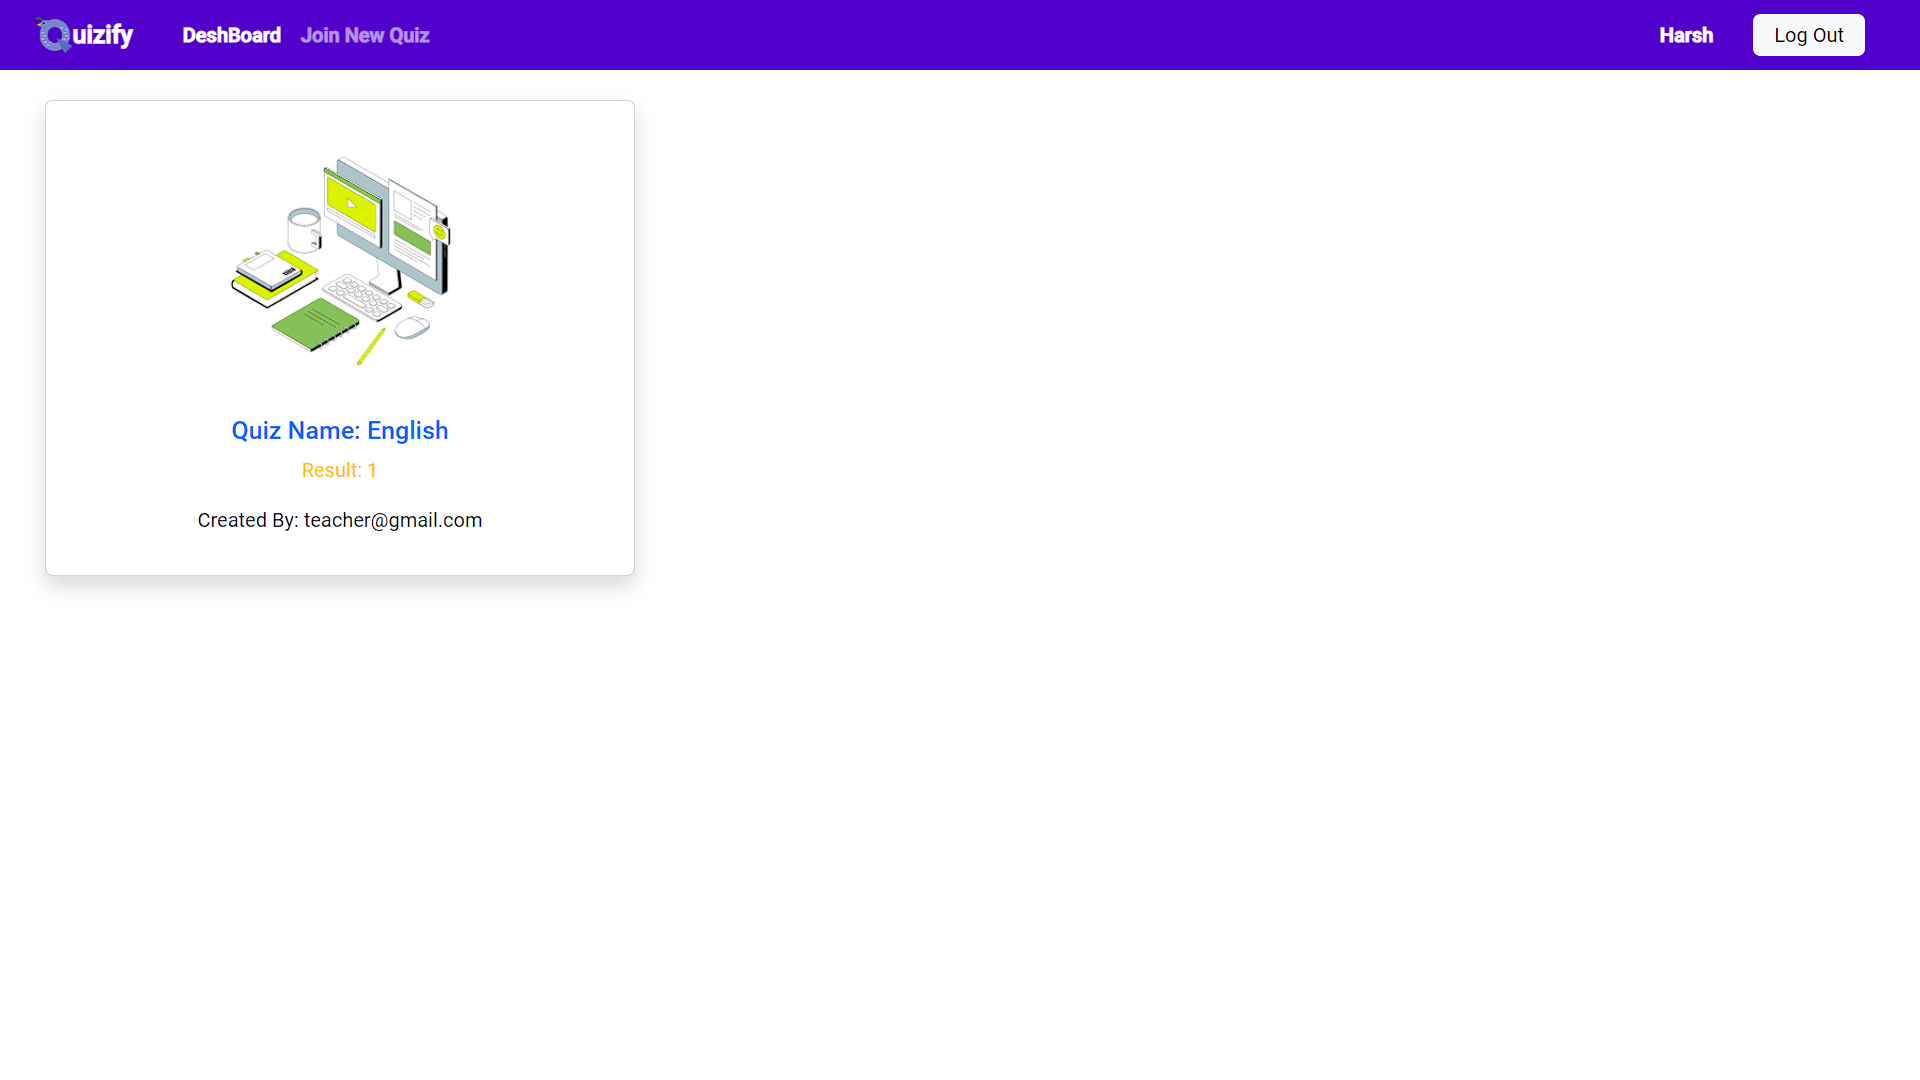 Quizify DeshBoard Join New Quiz Harsh Log Out
Quiz Name: English
Result: 1
Created By: teacher@gmail.com